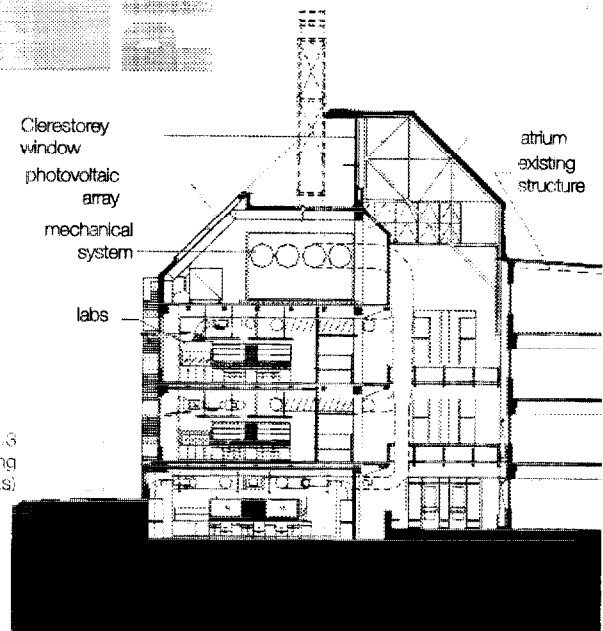 Clerestorey
window
photovoltaic
array
mechanical
system
labs
atrium
existing
structure